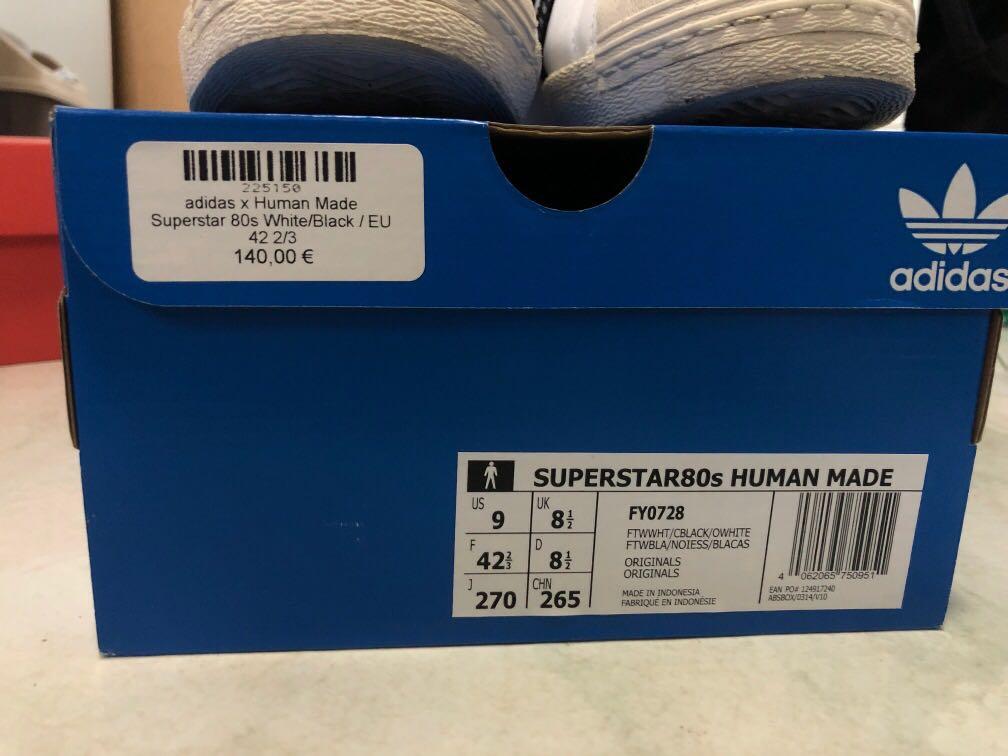 225150
adidas x Human Made
Superstar 80s White/Black / EU
42 2/3
140,00 €
adidas
SUPERSTAR80s HUMAN MADE
US 9 UK 8½
F 42⅔ D 8½
J 270 CHN 265
FY0728
FTWWHT/CBLACK/OWHITE
FTWBLA/NOIESS/BLACAS
ORIGINALS
ORIGINALS
MADE IN INDONESIA
FABRIQUÉ EN INDONÉSIE
4 062065 750951
EAN PO# 124917240
ABSBOX/0314/V10